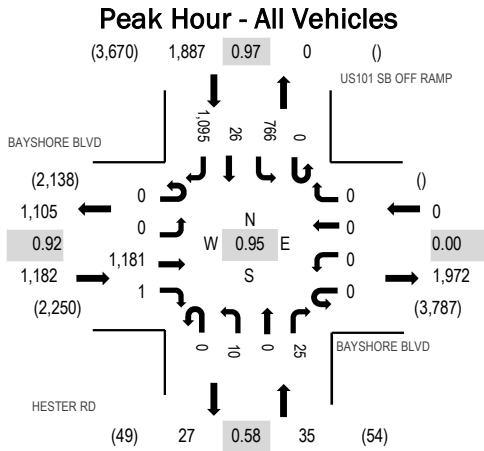 Peak Hour - All Vehicles
(3,670) 1,887 0.97 0 ()
US101 SB OFF RAMP
1,095 26 766 0
BAYSHORE BLVD
(2,138) 0 0 ()
1,105 0 0 0
N
0.92 W 0.95 E 0.00
S
1,181 0
1,182 1 0 1,972
(2,250) (3,787)
0 10 0 25
BAYSHORE BLVD
HESTER RD
(49) 27 0.58 35 (54)